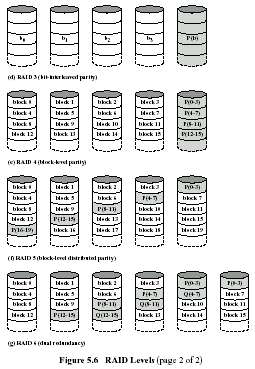 b0 b1 b2 b3 P(b)
(d) RAID 3 (bit-interleaved parity)
block 0 block 1 block 2 block 3 P(0-3)
block 4 block 5 block 6 block 7 P(4-7)
block 8 block 9 block 10 block 11 P(8-11)
block 12 block 13 block 14 block 15 P(12-15)
(e) RAID 4 (block-level parity)
block 0 block 1 block 2 block 3 P(0-3)
block 4 block 5 block 6 P(4-7) block 7
block 8 block 9 P(8-11) block 10 block 11
block 12 P(12-15) block 13 block 14 block 15
P(16-19) block 16 block 17 block 18 block 19
(f) RAID 5 (block-level distributed parity)
block 0 block 1 block 2 block 3 P(0-3)
block 4 block 5 block 6 P(4-7) Q(4-7) block 7
block 8 block 9 P(8-11) Q(8-11) block 10 block 11
block 12 P(12-15) Q(12-15) block 13 block 14 block 15
(g) RAID 6 (dual redundancy)
Figure 5.6 RAID Levels (page 2 of 2)